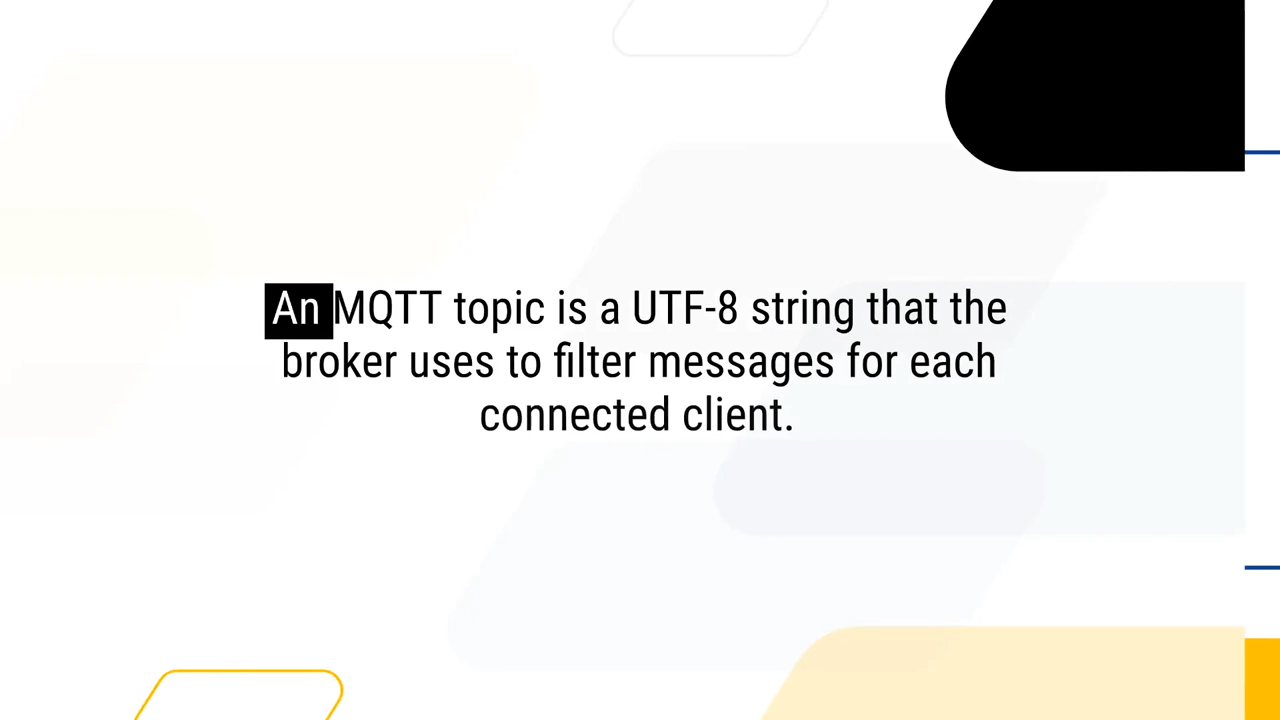 An MQTT topic is a UTF-8 string that the
broker uses to filter messages for each
connected client.